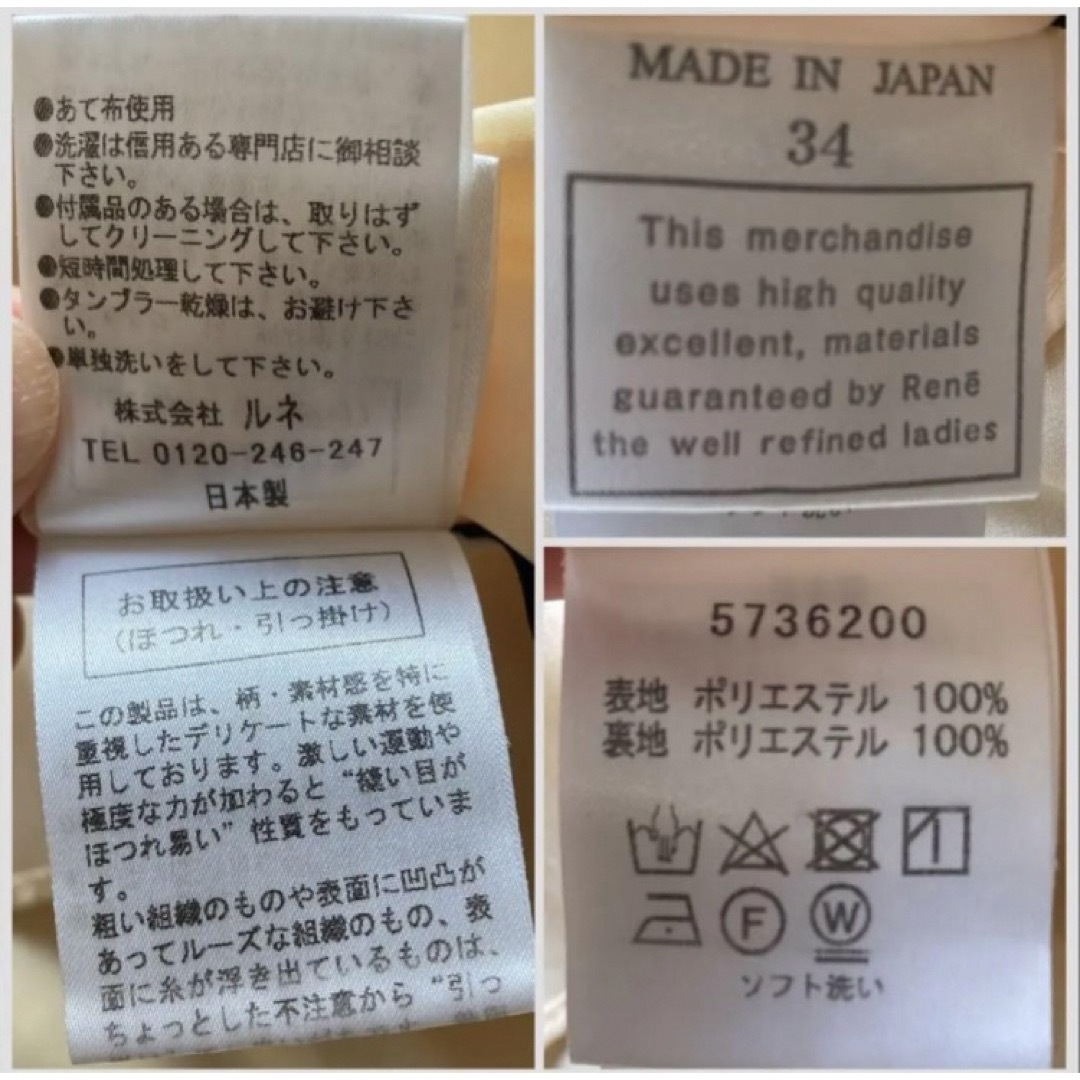 ●あて布使用
●洗濯は信用ある専門店に御相談
下さい。
●付属品のある場合は、取りはず
してクリーニングして下さい。
●短時間処理して下さい。
●タンブラー乾燥は、お避け下さ
い。
●単独洗いをして下さい。
株式会社 ルネ
TEL 0120-246-247
日本製
お取扱い上の注意
(ほつれ・引っ掛け)
この製品は、柄・素材感を特に
重視したデリケートな素材を使
用しております。激しい運動や
極度な力が加わると“縫い目が
ほつれ易い”性質をもっていま
す。
粗い組織のものや表面に凹凸が
あってルーズな組織のもの、表
面に糸が浮き出ているものは、
ちょっとした不注意から“引っ
MADE IN JAPAN
34
This merchandise
uses high quality
excellent, materials
guaranteed by René
the well refined ladies
5736200
表地 ポリエステル 100%
裏地 ポリエステル 100%
F W
ソフト洗い